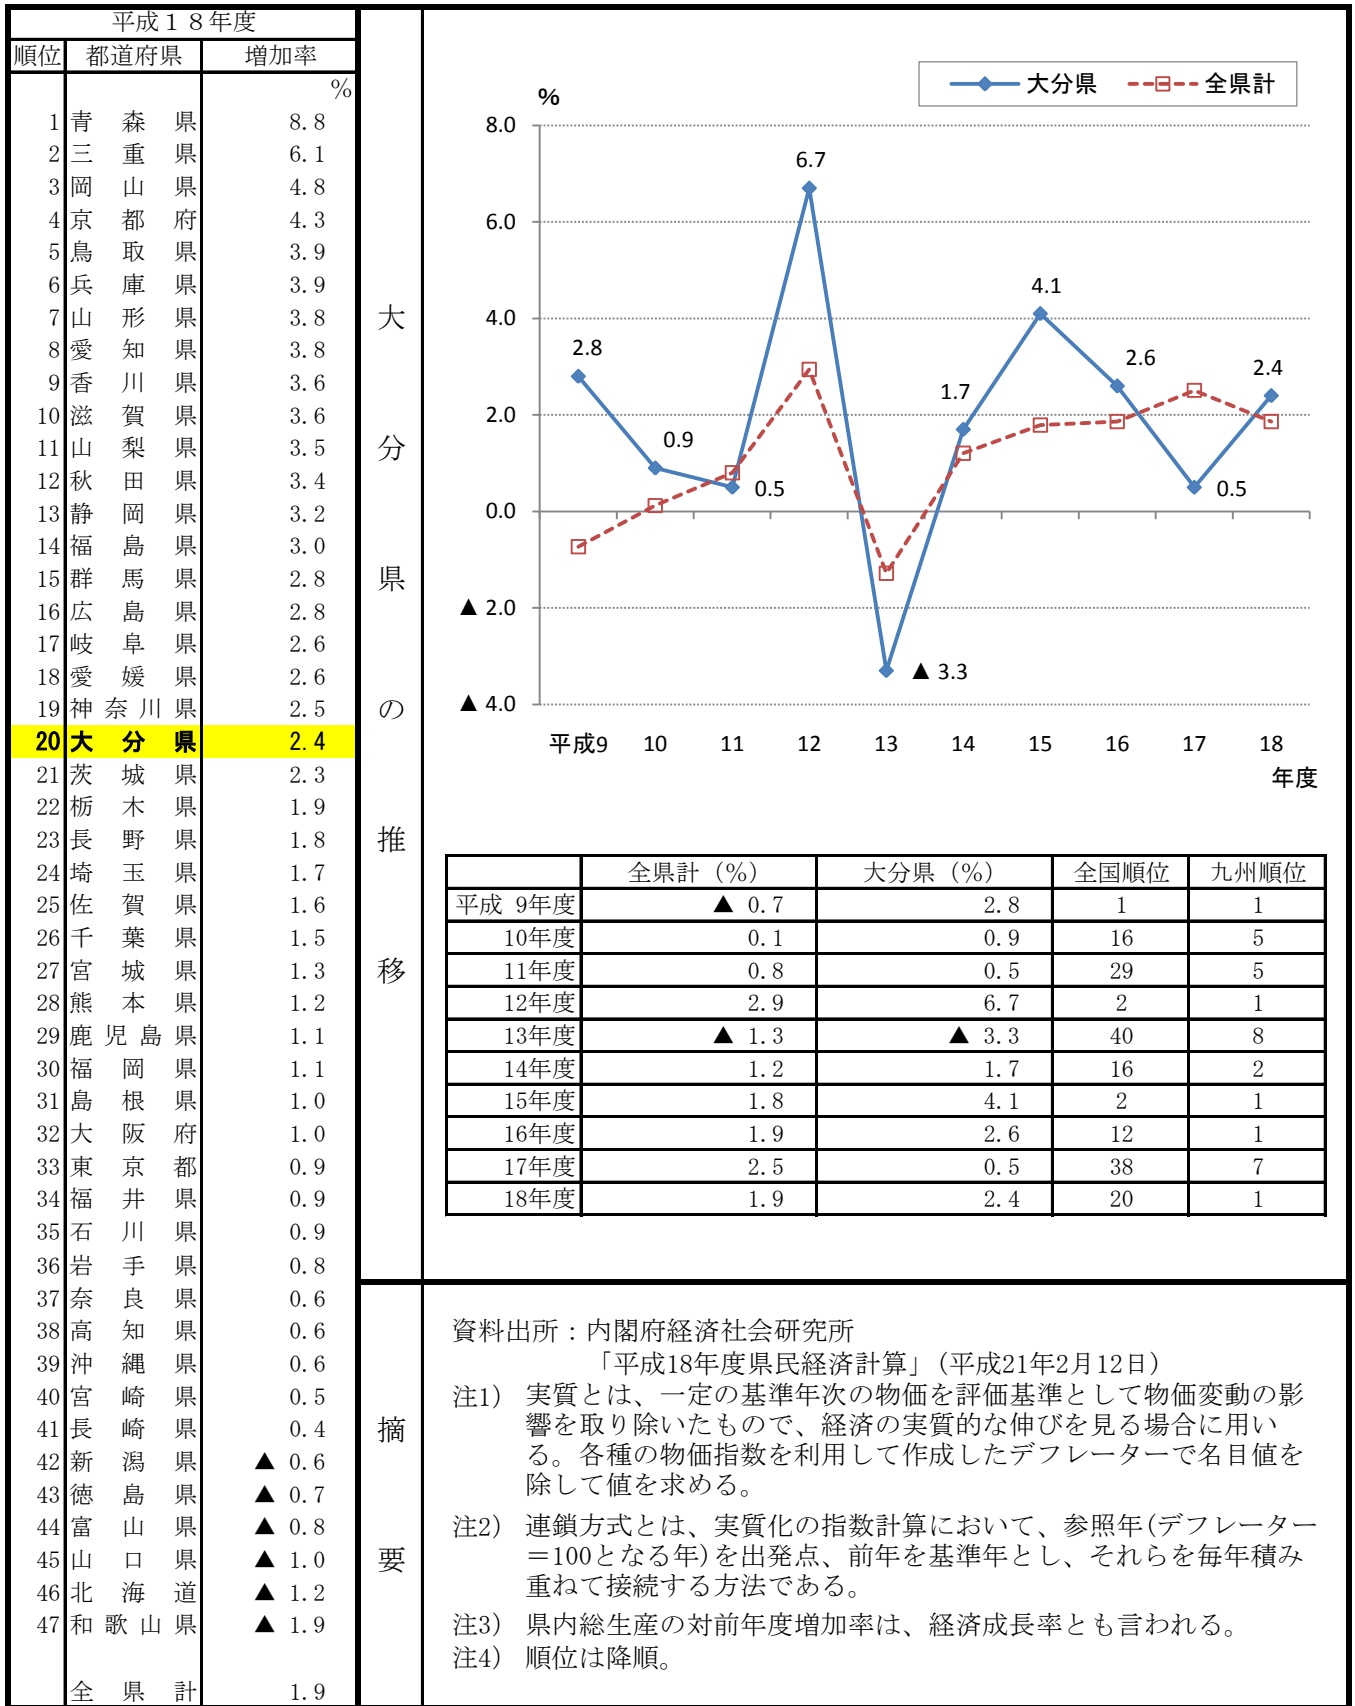 平成１８年度
順位 都道府県 増加率
%
1 青森県 8.8
2 三重県 6.1
3 岡山県 4.8
4 京都府 4.3
5 鳥取県 3.9
6 兵庫県 3.9
7 山形県 3.8
8 愛知県 3.8
9 香川県 3.6
10 滋賀県 3.6
11 山梨県 3.5
12 秋田県 3.4
13 静岡県 3.2
14 福島県 3.0
15 群馬県 2.8
16 広島県 2.8
17 岐阜県 2.6
18 愛媛県 2.6
19 神奈川県 2.5
20 大分県 2.4
21 茨城県 2.3
22 栃木県 1.9
23 長野県 1.8
24 埼玉県 1.7
25 佐賀県 1.6
26 千葉県 1.5
27 宮城県 1.3
28 熊本県 1.2
29 鹿児島県 1.1
30 福岡県 1.1
31 島根県 1.0
32 大阪府 1.0
33 東京都 0.9
34 福井県 0.9
35 石川県 0.9
36 岩手県 0.8
37 奈良県 0.6
38 高知県 0.6
39 沖縄県 0.6
40 宮崎県 0.5
41 長崎県 0.4
42 新潟県 ▲ 0.6
43 徳島県 ▲ 0.7
44 富山県 ▲ 0.8
45 山口県 ▲ 1.0
46 北海道 ▲ 1.2
47 和歌山県 ▲ 1.9
全県計 1.9
大分県の推移
大分県 全県計
%
8.0
6.0
4.0
2.0
0.0
▲ 2.0
▲ 4.0
2.8
0.9
0.5
6.7
▲ 3.3
1.7
4.1
2.6
0.5
2.4
平成9 10 11 12 13 14 15 16 17 18
年度
全県計（%） 大分県（%） 全国順位 九州順位
平成 9年度 ▲ 0.7 2.8 1 1
10年度 0.1 0.9 16 5
11年度 0.8 0.5 29 5
12年度 2.9 6.7 2 1
13年度 ▲ 1.3 ▲ 3.3 40 8
14年度 1.2 1.7 16 2
15年度 1.8 4.1 2 1
16年度 1.9 2.6 12 1
17年度 2.5 0.5 38 7
18年度 1.9 2.4 20 1
摘要
資料出所：内閣府経済社会研究所
「平成18年度県民経済計算」（平成21年2月12日）
注1） 実質とは、一定の基準年次の物価を評価基準として物価変動の影
響を取り除いたもので、経済の実質的な伸びを見る場合に用い
る。各種の物価指数を利用して作成したデフレーターで名目値を
除して値を求める。
注2） 連鎖方式とは、実質化の指数計算において、参照年(デフレーター
＝100となる年)を出発点、前年を基準年とし、それらを毎年積み
重ねて接続する方法である。
注3） 県内総生産の対前年度増加率は、経済成長率とも言われる。
注4） 順位は降順。